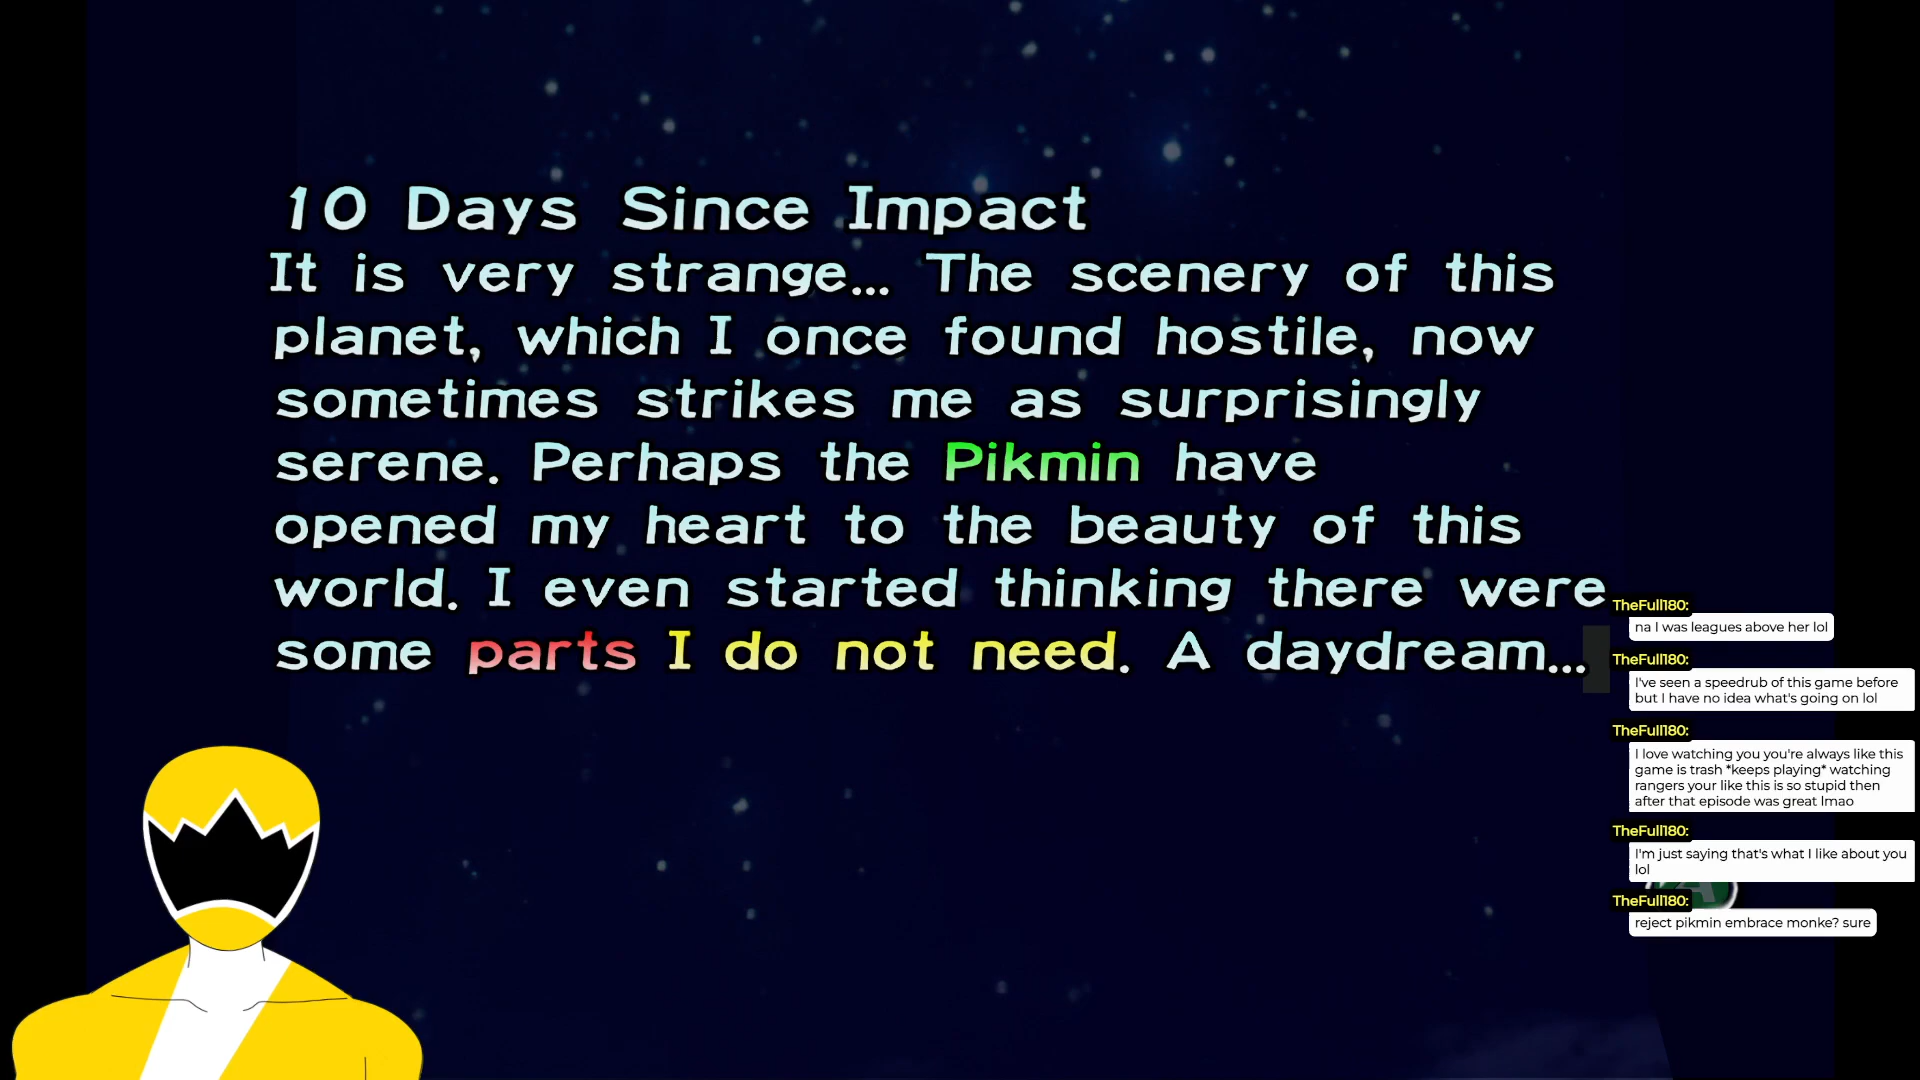 10 Days Since Impact
It is very strange... The scenery of this
planet, which I once found hostile, now
sometimes strikes me as surprisingly
serene. Perhaps the Pikmin have
opened my heart to the beauty of this
world. I even started thinking there were
some parts I do not need. A daydream...
TheFull180:
na I was leagues above her lol
TheFull180:
I've seen a speedrub of this game before
but I have no idea what's going on lol
TheFull180:
I love watching you you're always like this
game is trash *keeps playing* watching
rangers your like this is so stupid then
after that episode was great lmao
TheFull180:
I'm just saying that's what I like about you
lol
TheFull180:
reject pikmin embrace monke? sure